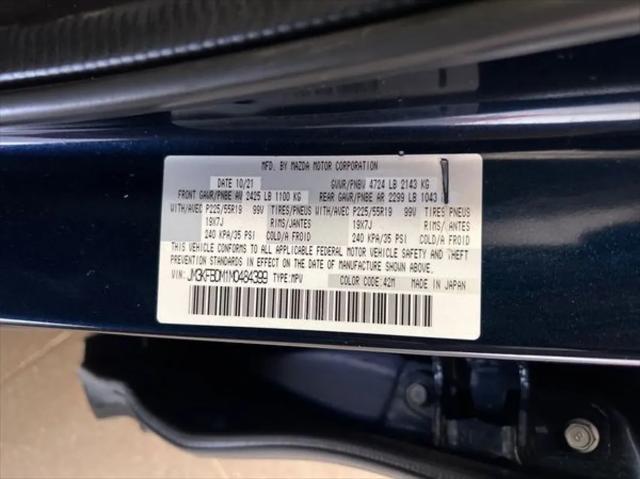 MFD. BY MAZDA MOTOR CORPORATION
DATE 10/21 GVWR/PNBV 4724 LB 2143 KG
FRONT GAWR/PNBE AV 2425 LB 1100 KG REAR GAWR/PNBE AR 2299 LB 1043
WITH/AVEC P225/55R19 99V TIRES/PNEUS WITH/AVEC P225/55R19 99V TIRES/PNEUS
19X7J RIMS/JANTES 19X7J RIMS/JANTES
240 KPA/35 PSI COLD/A FROID 240 KPA/35 PSI COLD/A FROID
THIS VEHICLE CONFORMS TO ALL APPLICABLE FEDERAL MOTOR VEHICLE SAFETY AND THEFT
PREVENTION STANDARDS IN EFFECT ON THE DATE OF MANUFACTURE SHOWN ABOVE.
VIN: JM3KFBDM1M0484399 TYPE:MPV COLOR CODE:42M MADE IN JAPAN